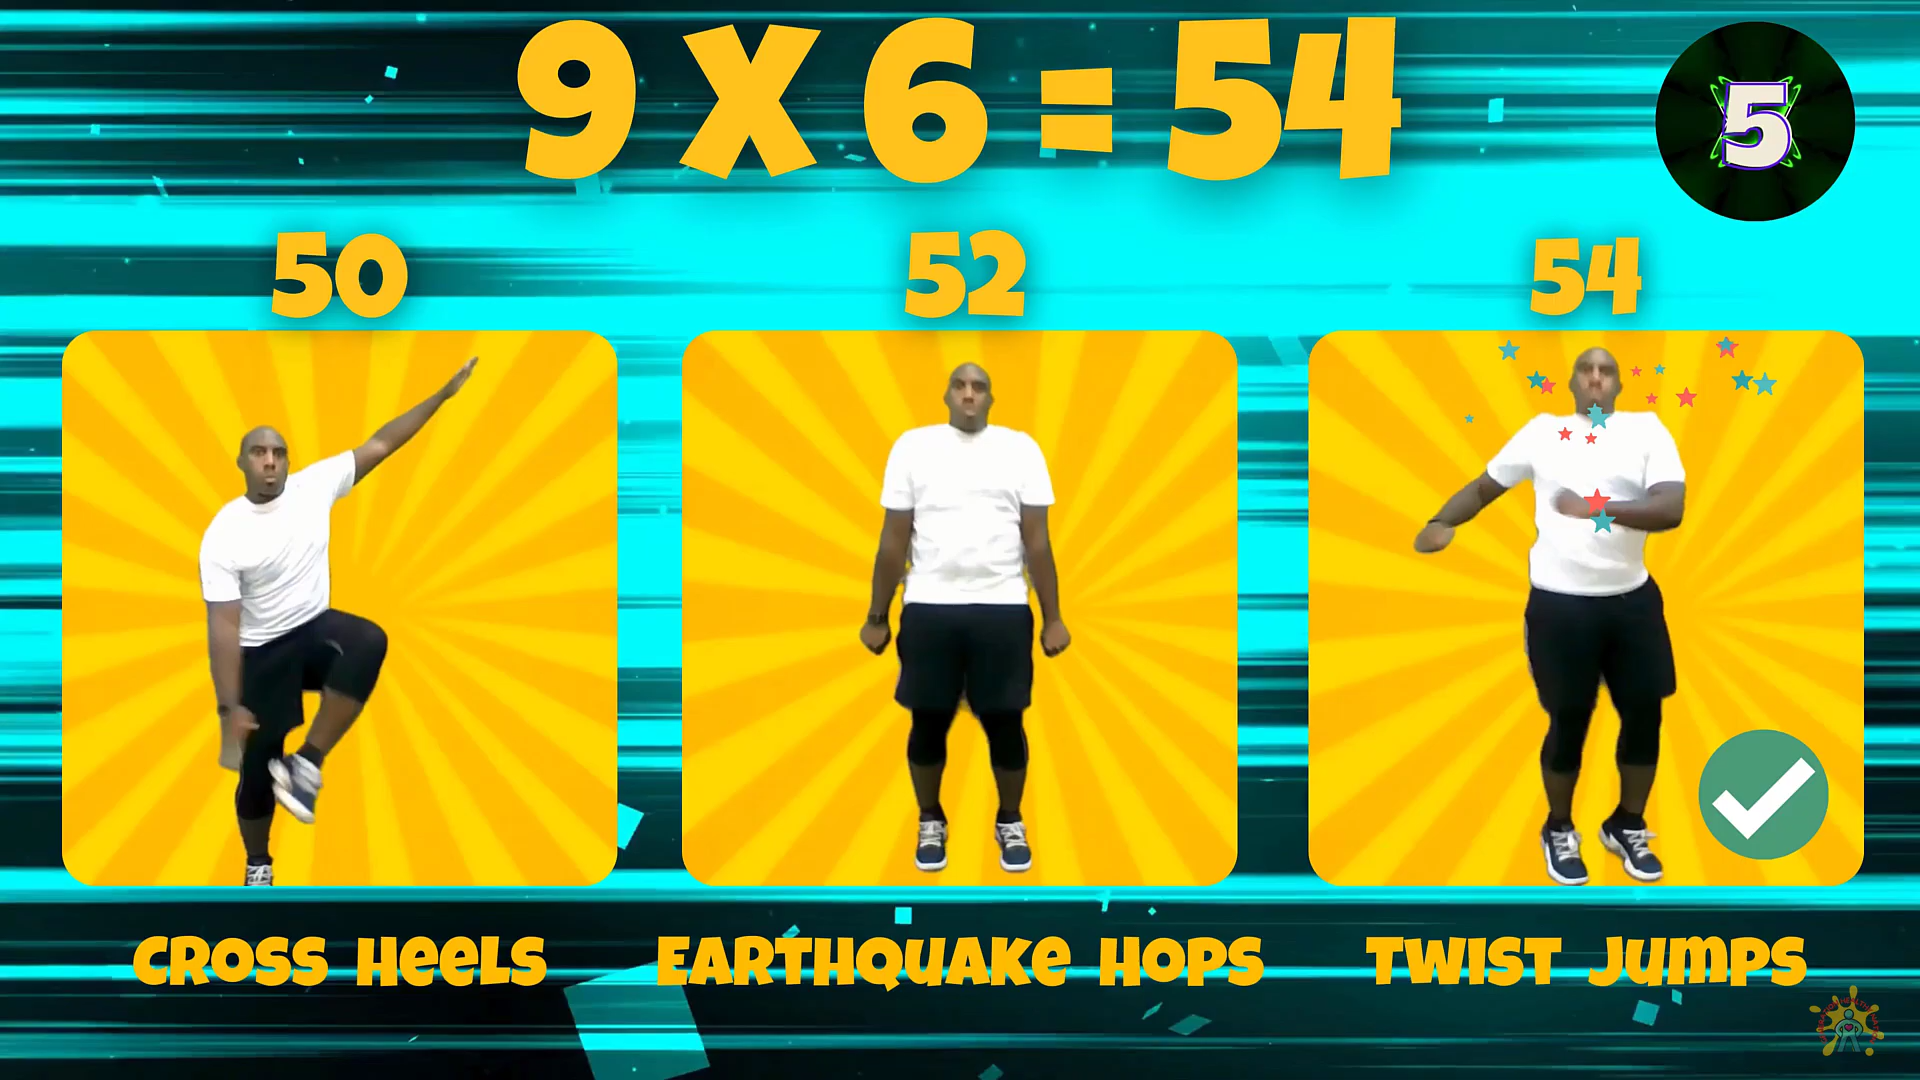 9 X 6 = 54
5
50
52
54
CROSS HEELS
EARTHQUAKE HOPS
TWIST JUMPS